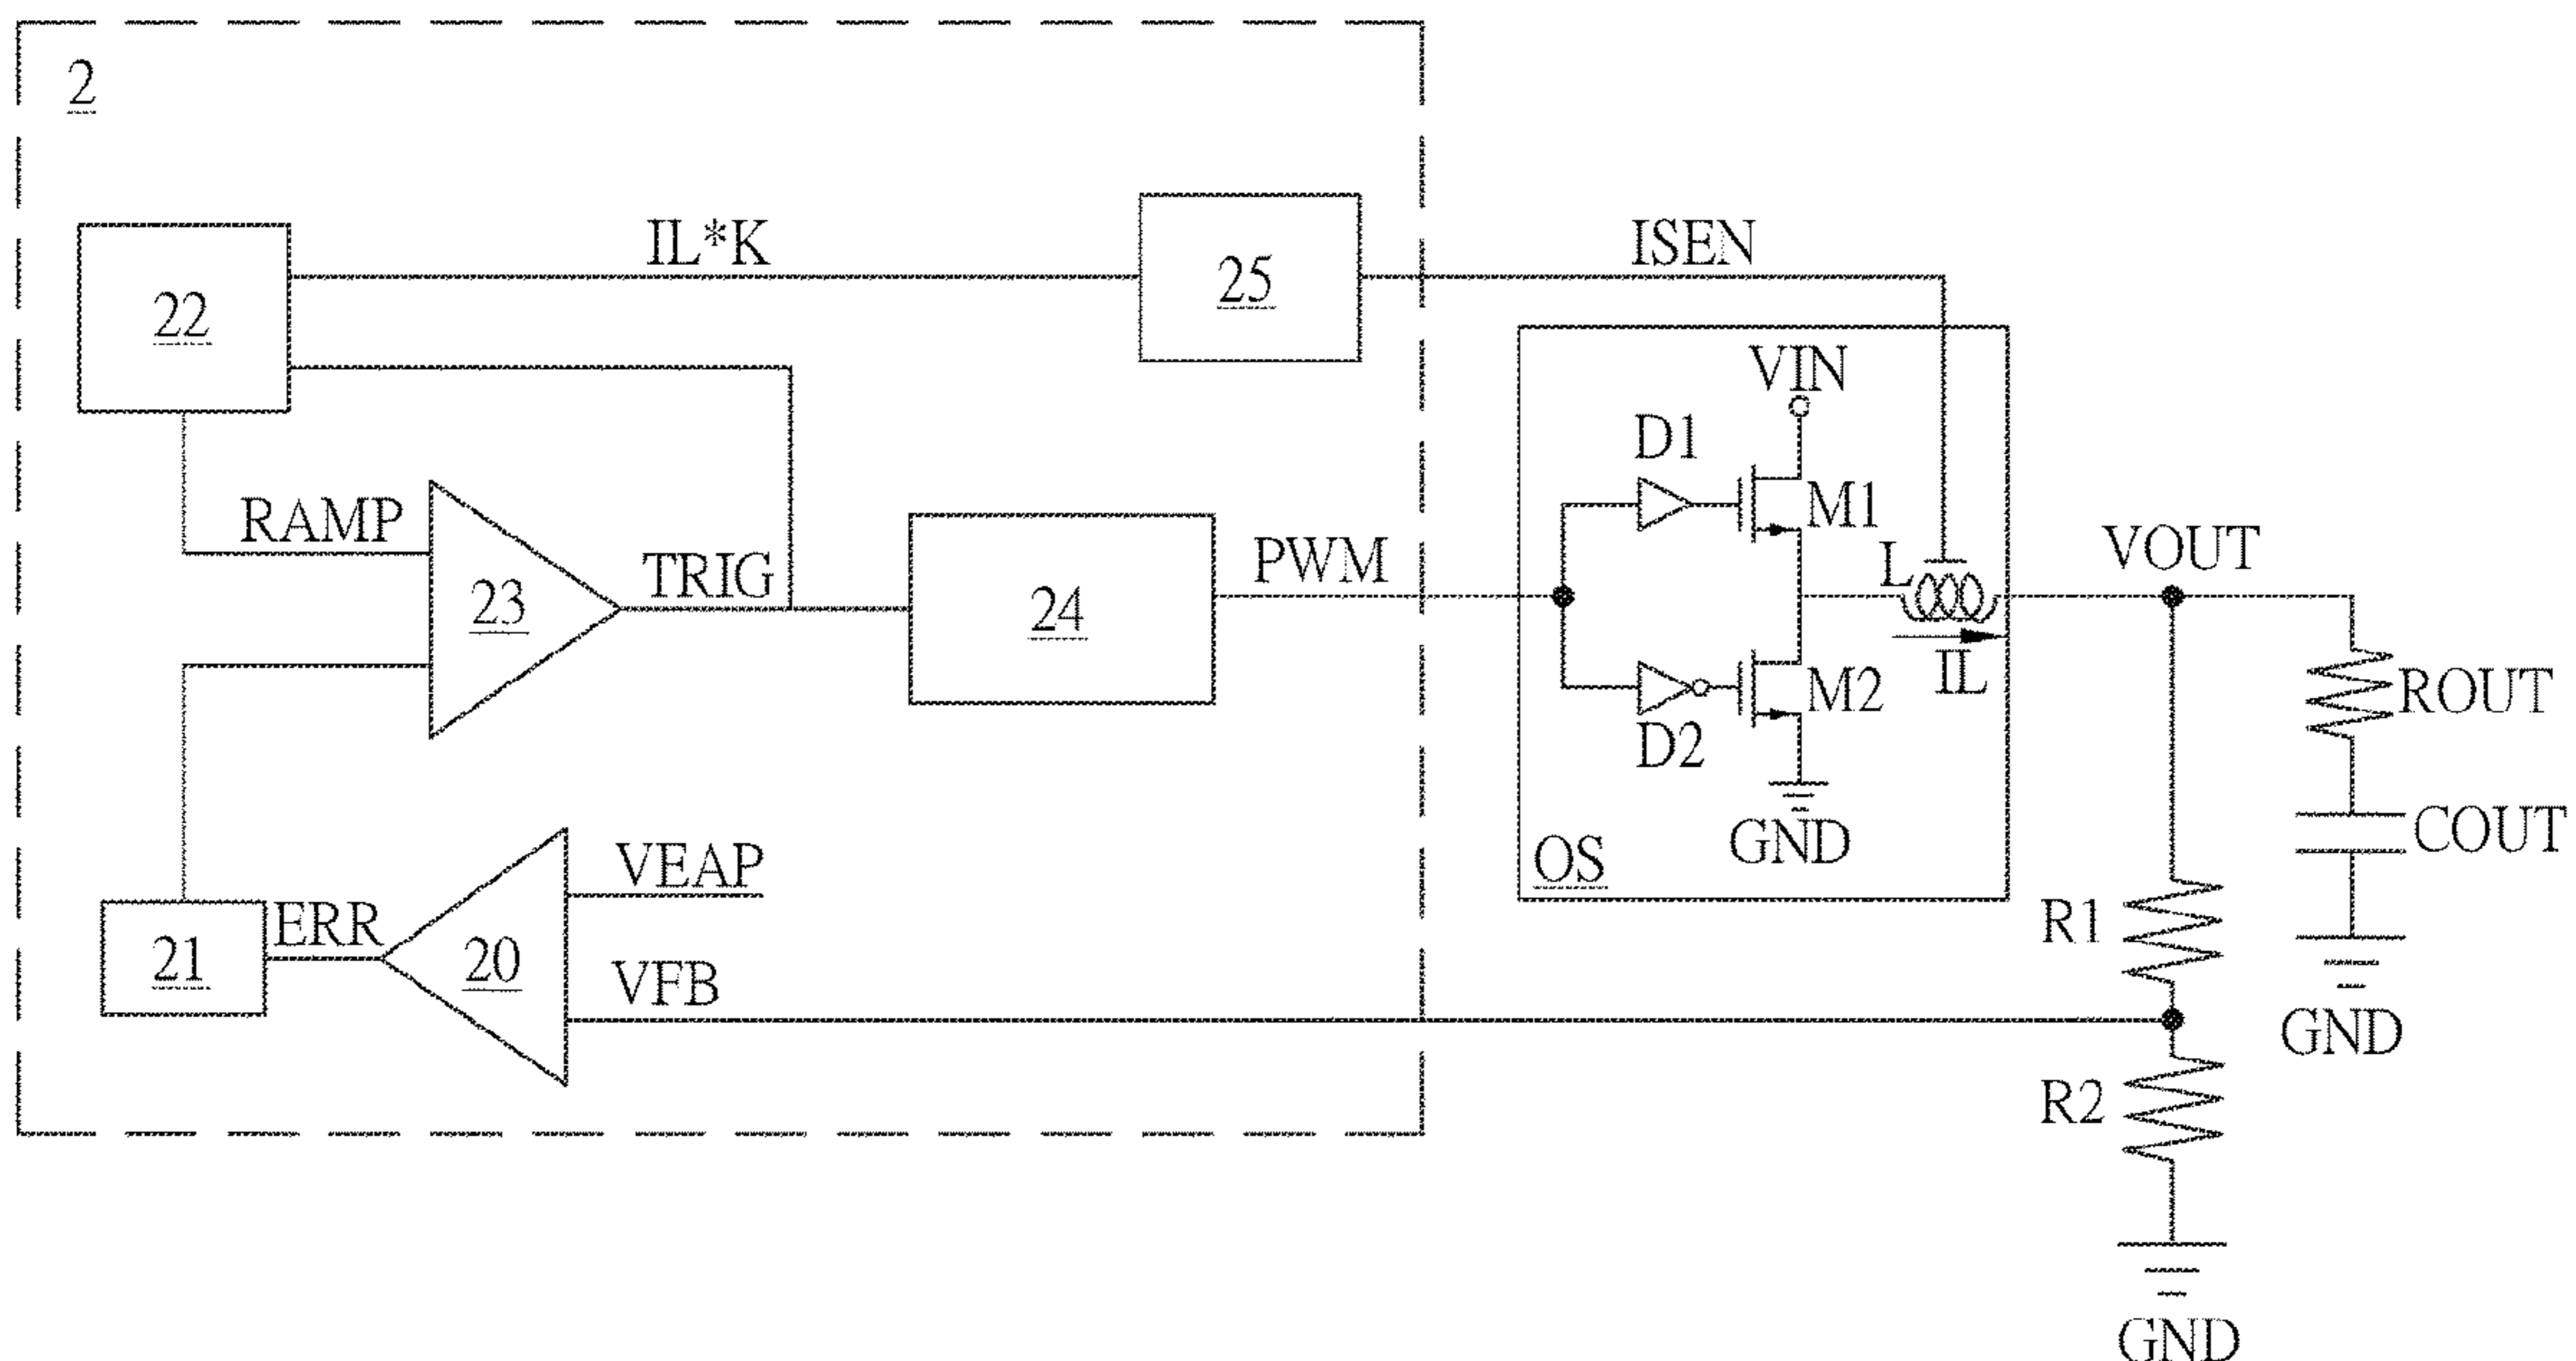 2
IL*K
25
ISEN
22
VIN
D1
M1
RAMP
TRIG
23
24
PWM
L
VOUT
IL
M2
D2
ROUT
GND
COUT
OS
VEAP
21
ERR
20
VFB
R1
GND
R2
GND